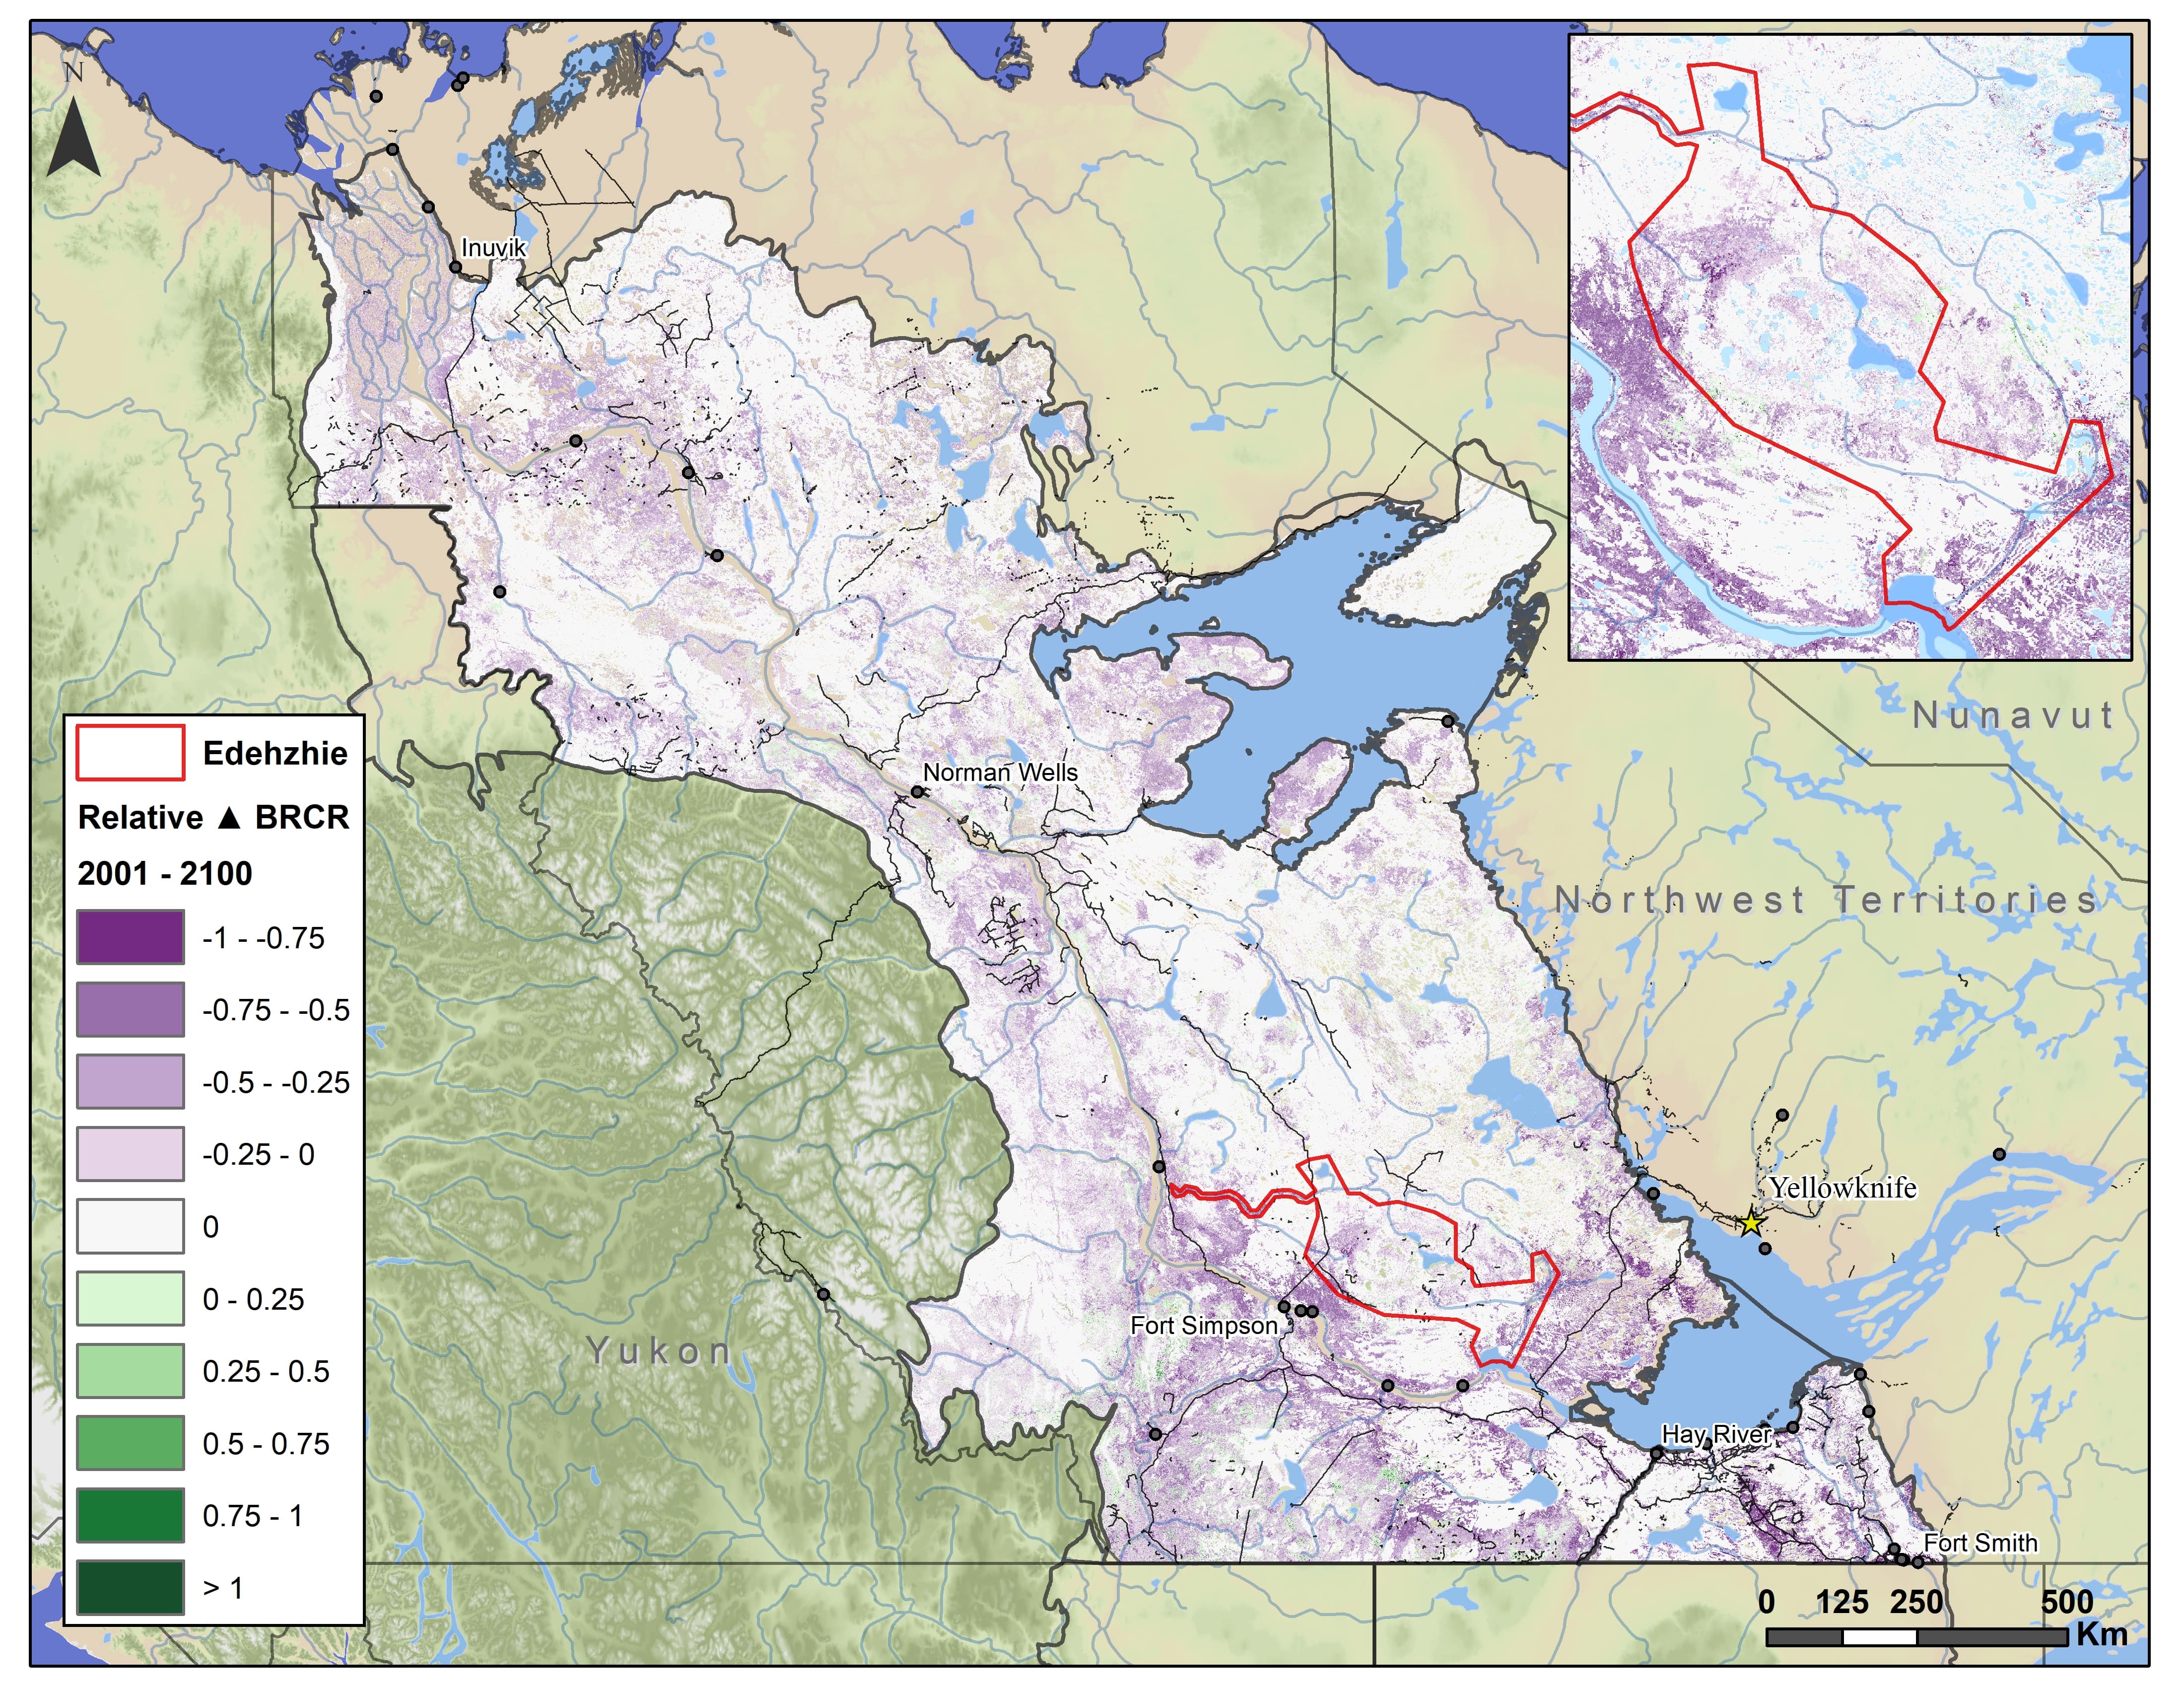 N
Inuvik
Norman Wells
Nunavut
Northwest Territories
Yellowknife
Fort Simpson
Yukon
Hay River
Fort Smith
Edehzhie
Relative ▲ BRCR
2001 - 2100
-1 - -0.75
-0.75 - -0.5
-0.5 - -0.25
-0.25 - 0
0
0 - 0.25
0.25 - 0.5
0.5 - 0.75
0.75 - 1
> 1
0 125 250 500
Km